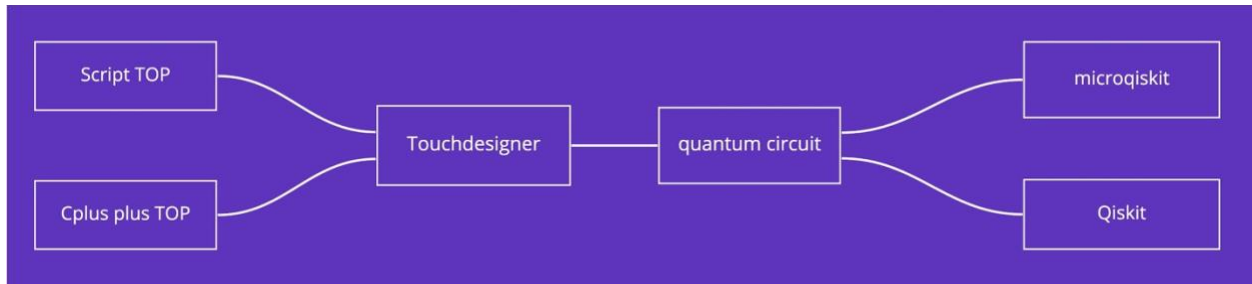 Script TOP
Cplus plus TOP
Touchdesigner
quantum circuit
microqiskit
Qiskit